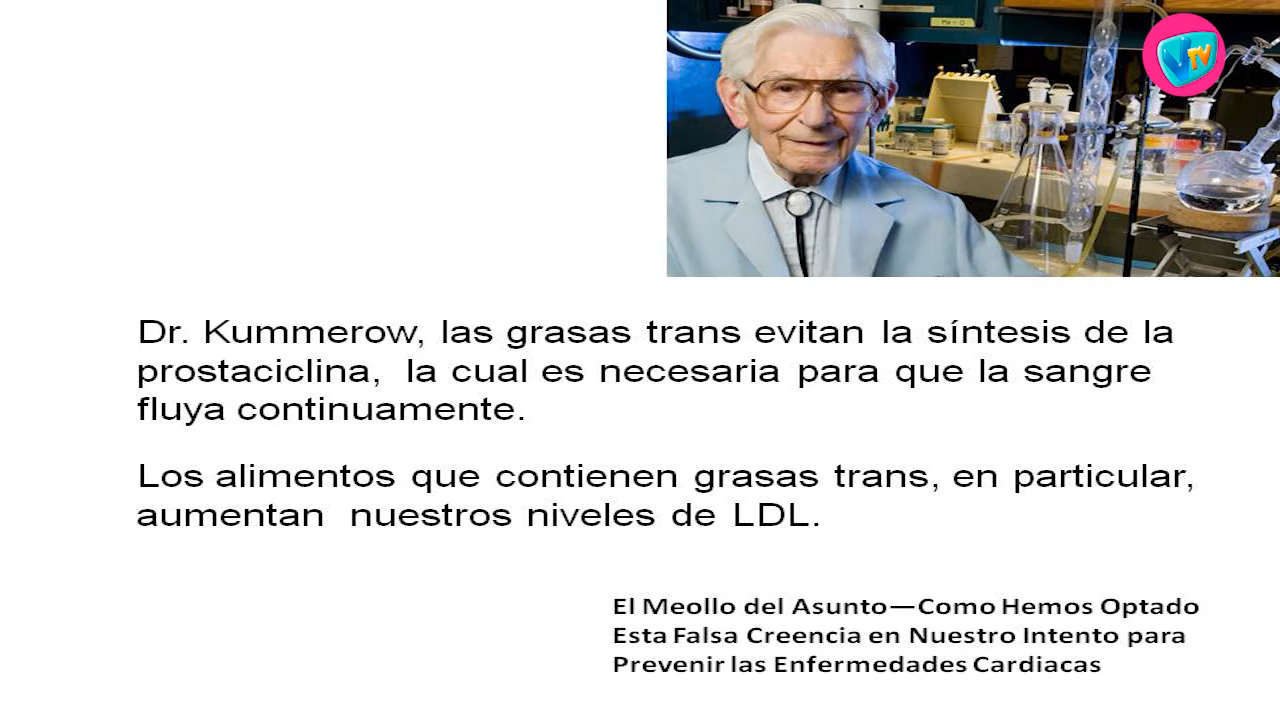 TV
Dr. Kummerow, las grasas trans evitan la síntesis de la
prostaciclina, la cual es necesaria para que la sangre
fluya continuamente.
Los alimentos que contienen grasas trans, en particular,
aumentan nuestros niveles de LDL.
El Meollo del Asunto—Como Hemos Optado
Esta Falsa Creencia en Nuestro Intento para
Prevenir las Enfermedades Cardiacas